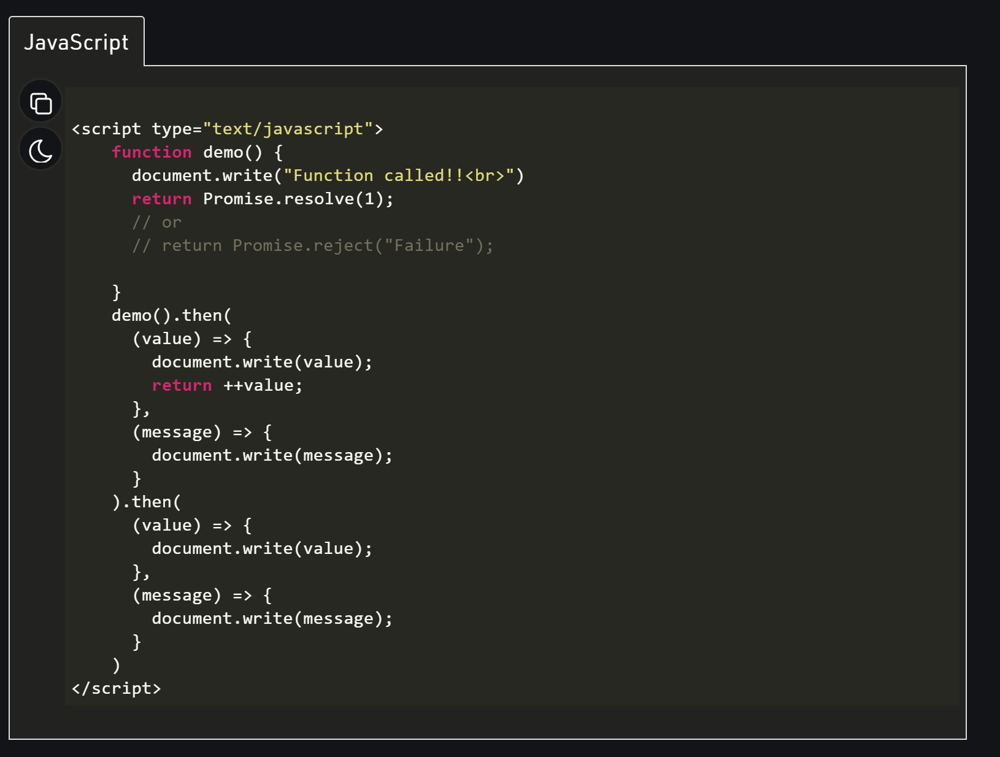 JavaScript
<script type="text/javascript">
    function demo() {
      document.write("Function called!!<br>")
      return Promise.resolve(1);
      // or
      // return Promise.reject("Failure");

    }
    demo().then(
      (value) => {
        document.write(value);
        return ++value;
      },
      (message) => {
        document.write(message);
      }
    ).then(
      (value) => {
        document.write(value);
      },
      (message) => {
        document.write(message);
      }
    )
</script>